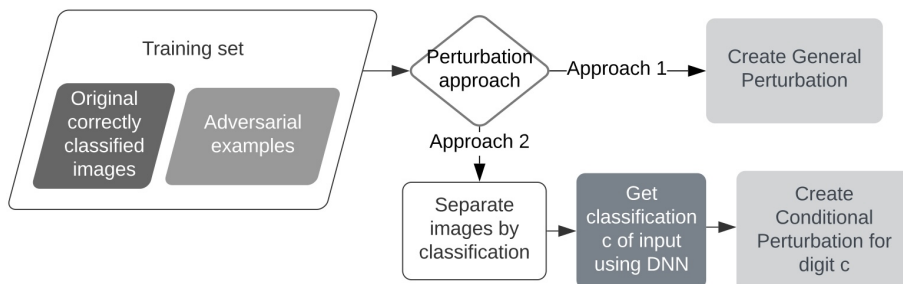 Training set
Original
correctly
classified
images
Adversarial
examples
Perturbation
approach
Approach 1
Create General
Perturbation
Approach 2
Separate
images by
classification
Get
classification
c of input
using DNN
Create
Conditional
Perturbation for
digit c